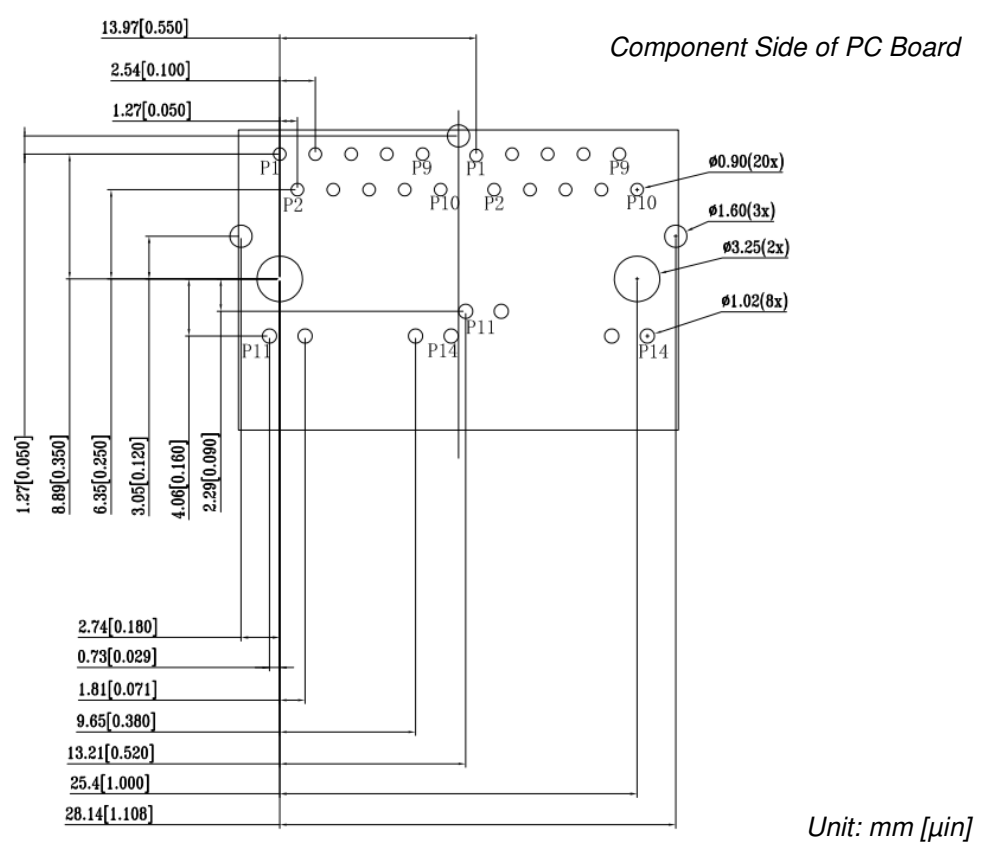 13.97[0.550]
Component Side of PC Board
2.54[0.100]
1.27[0.050]
P1
P9
P1
P9
ø0.90(20x)
P2
P10
P2
P10
ø1.60(3x)
ø3.25(2x)
ø1.02(8x)
P11
P11
P14
P14
1.27[0.050]
8.89[0.350]
6.35[0.250]
3.05[0.120]
4.06[0.160]
2.29[0.090]
2.74[0.180]
0.73[0.029]
1.81[0.071]
9.65[0.380]
13.21[0.520]
25.4[1.000]
28.14[1.108]
Unit: mm [µin]